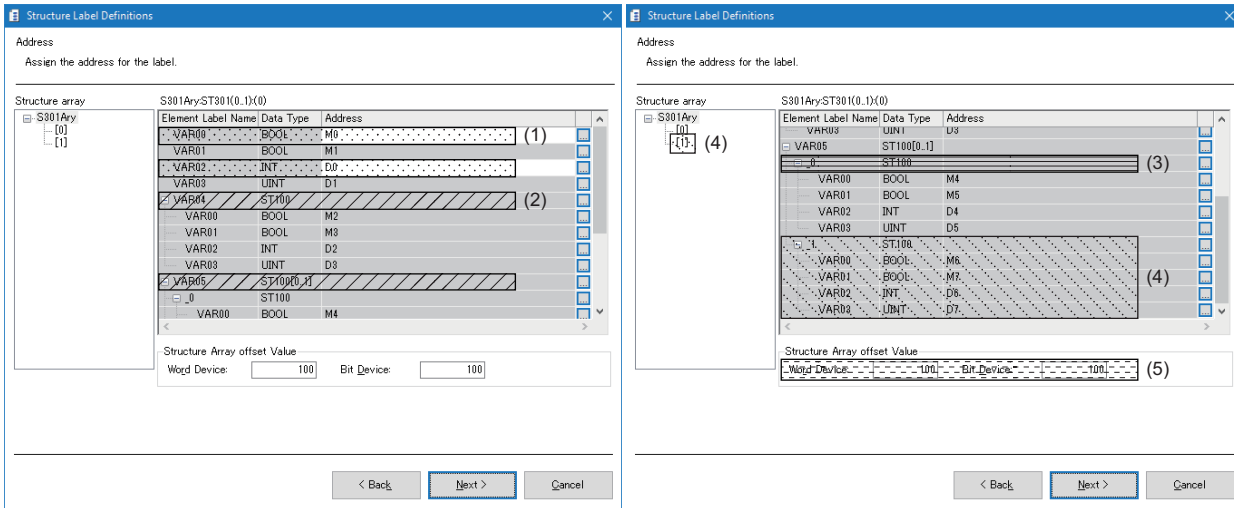 Structure Label Definitions
Address
Assign the address for the label.
Structure array
S301Ary:ST301(0..1):(0)
S301Ary
[0]
[1]
Element Label Name Data Type Address
VAR00 BOOL M0 (1)
VAR01 BOOL M1
VAR02 INT D0
VAR03 UINT D1
VAR04 ST100 (2)
VAR00 BOOL M2
VAR01 BOOL M3
VAR02 INT D2
VAR03 UINT D3
VAR05 ST100[0..1]
_0 ST100
VAR00 BOOL M4
Structure Array offset Value
Word Device: 100 Bit Device: 100
< Back Next > Cancel
Structure Label Definitions
Address
Assign the address for the label.
Structure array
S301Ary:ST301(0..1):(0)
S301Ary
[0]
[1] (4)
Element Label Name Data Type Address
VAR03 UINT D3
VAR05 ST100[0..1]
_0 ST100 (3)
VAR00 BOOL M4
VAR01 BOOL M5
VAR02 INT D4
VAR03 UINT D5
_1 ST100
VAR00 BOOL M6
VAR01 BOOL M7 (4)
VAR02 INT D6
VAR03 UINT D7
Structure Array offset Value
Word Device: 100 Bit Device: 100 (5)
< Back Next > Cancel